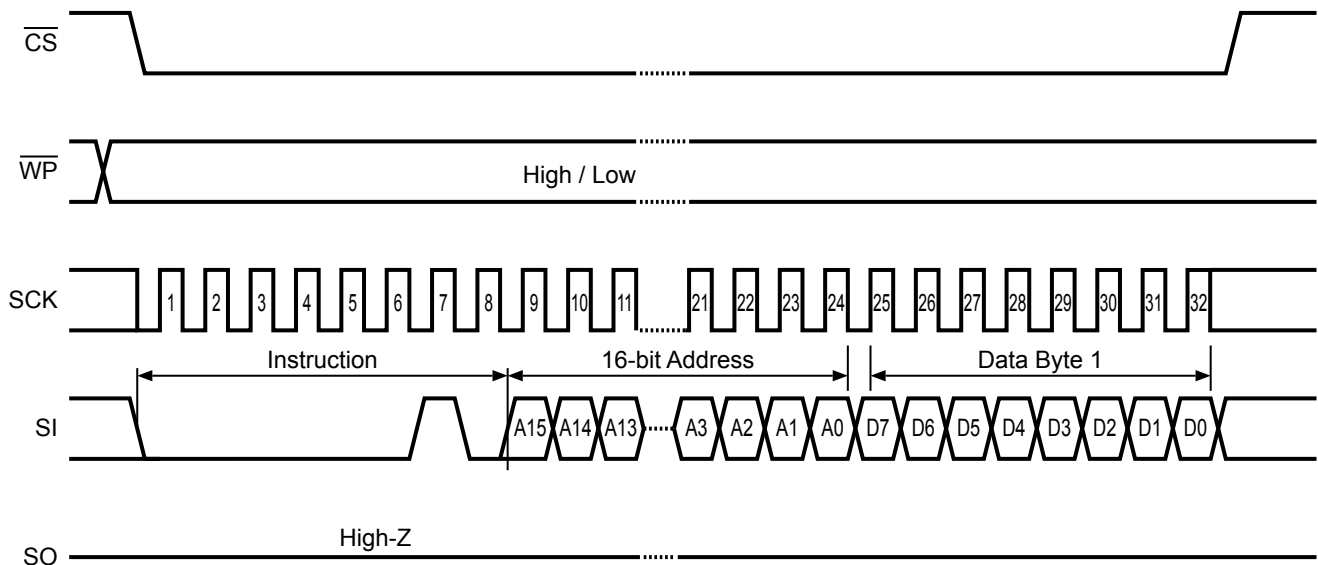 CS
WP
High / Low
SCK
1 2 3 4 5 6 7 8 9 10 11 21 22 23 24 25 26 27 28 29 30 31 32
Instruction 16-bit Address Data Byte 1
SI
A15 A14 A13 A3 A2 A1 A0 D7 D6 D5 D4 D3 D2 D1 D0
High-Z
SO